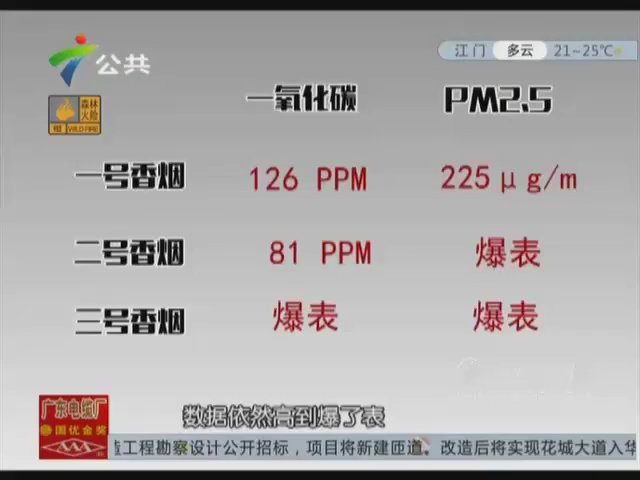 公共
江门 多云 21~25℃
森林火险
橙 WILD FIRE
一氧化碳 PM2.5
一号香烟 126 PPM 225μg/m
二号香烟 81 PPM 爆表
三号香烟 爆表 爆表
数据依然高到爆了表
广东电缆厂
国优金奖
工程勘察设计公开招标，项目将新建匝道。改造后将实现花城大道入华